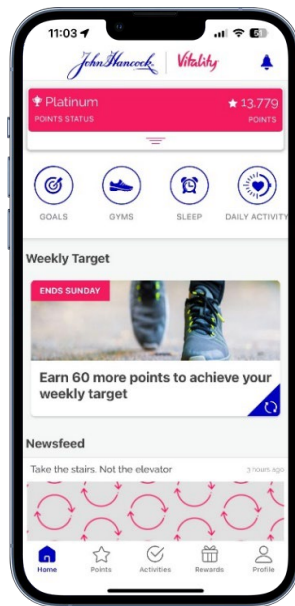 11:03
John Hancock Vitality
Platinum 13,779
POINTS STATUS POINTS
GOALS GYMS SLEEP DAILY ACTIVITY
Weekly Target
ENDS SUNDAY
Earn 60 more points to achieve your
weekly target
Newsfeed
Take the stairs. Not the elevator 3 hours ago
Home Points Activities Rewards Profile